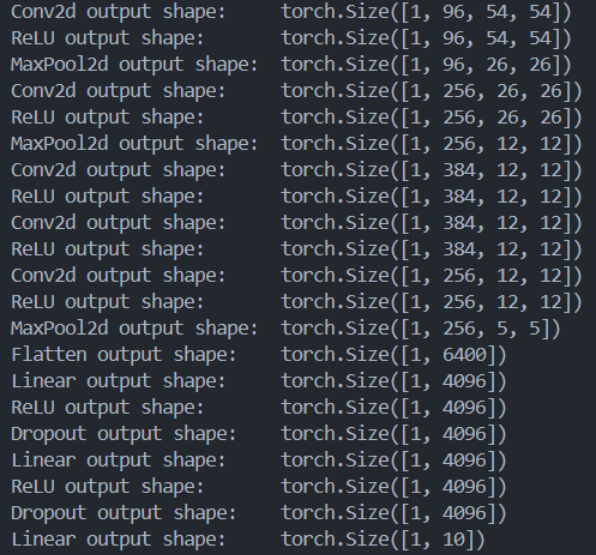 Conv2d output shape:     torch.Size([1, 96, 54, 54])
ReLU output shape:       torch.Size([1, 96, 54, 54])
MaxPool2d output shape:  torch.Size([1, 96, 26, 26])
Conv2d output shape:     torch.Size([1, 256, 26, 26])
ReLU output shape:       torch.Size([1, 256, 26, 26])
MaxPool2d output shape:  torch.Size([1, 256, 12, 12])
Conv2d output shape:     torch.Size([1, 384, 12, 12])
ReLU output shape:       torch.Size([1, 384, 12, 12])
Conv2d output shape:     torch.Size([1, 384, 12, 12])
ReLU output shape:       torch.Size([1, 384, 12, 12])
Conv2d output shape:     torch.Size([1, 256, 12, 12])
ReLU output shape:       torch.Size([1, 256, 12, 12])
MaxPool2d output shape:  torch.Size([1, 256, 5, 5])
Flatten output shape:    torch.Size([1, 6400])
Linear output shape:     torch.Size([1, 4096])
ReLU output shape:       torch.Size([1, 4096])
Dropout output shape:    torch.Size([1, 4096])
Linear output shape:     torch.Size([1, 4096])
ReLU output shape:       torch.Size([1, 4096])
Dropout output shape:    torch.Size([1, 4096])
Linear output shape:     torch.Size([1, 10])